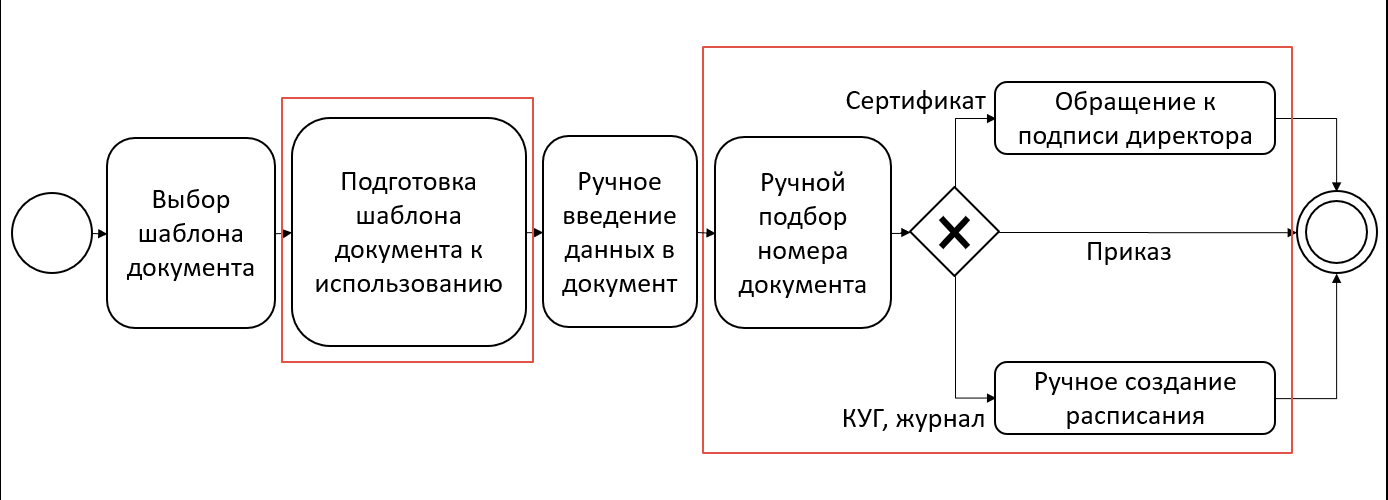 Выбор
шаблона
документа
Подготовка
шаблона
документа к
использованию
Ручное
введение
данных в
документ
Ручной
подбор
номера
документа
Сертификат
Обращение к
подписи директора
Приказ
КУГ, журнал
Ручное создание
расписания